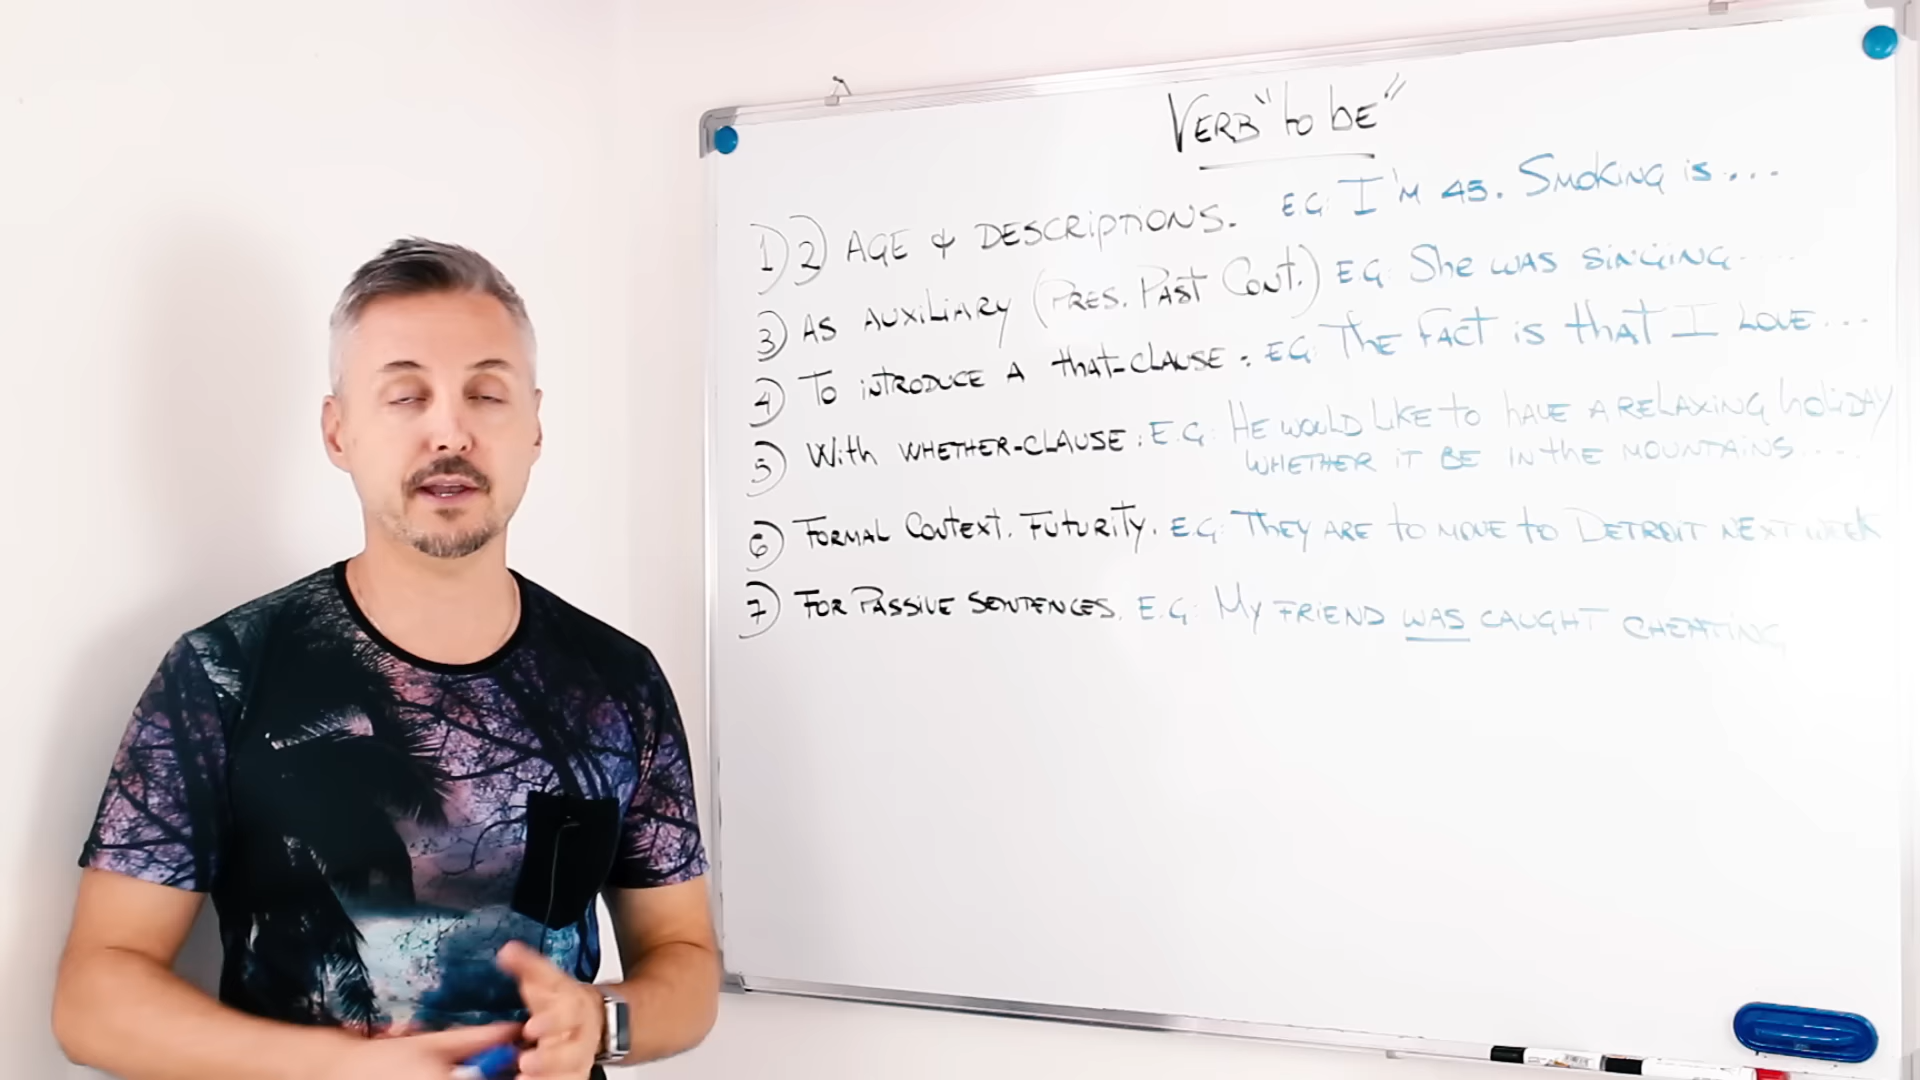 VERB "to bE"
1) 2) AGE & DESCRIPTIONS. E.G: I'M 45. SMOKING is....
3) AS AUXILIARY (PRES. PAST CONT.) E.G: She WAS SINGING....
4) To iNTRODUCE A that-CLAUSE: E.G: The FACT is that I LOVE...
5) With WHETHER-CLAUSE: E.G: HE WOULD LIKE to hAVE A RELAXING hOLIDAY
WHETHER IT BE IN the MOUNTAINS....
6) FORMAL CONTEXT. FUTURITY. E.G: THEY ARE to MOVE to DETROIT NEXT WEEK
7) FOR PASSIVE SENTENCES. E.G: MY FRIEND WAS CAUGHT CHEATING